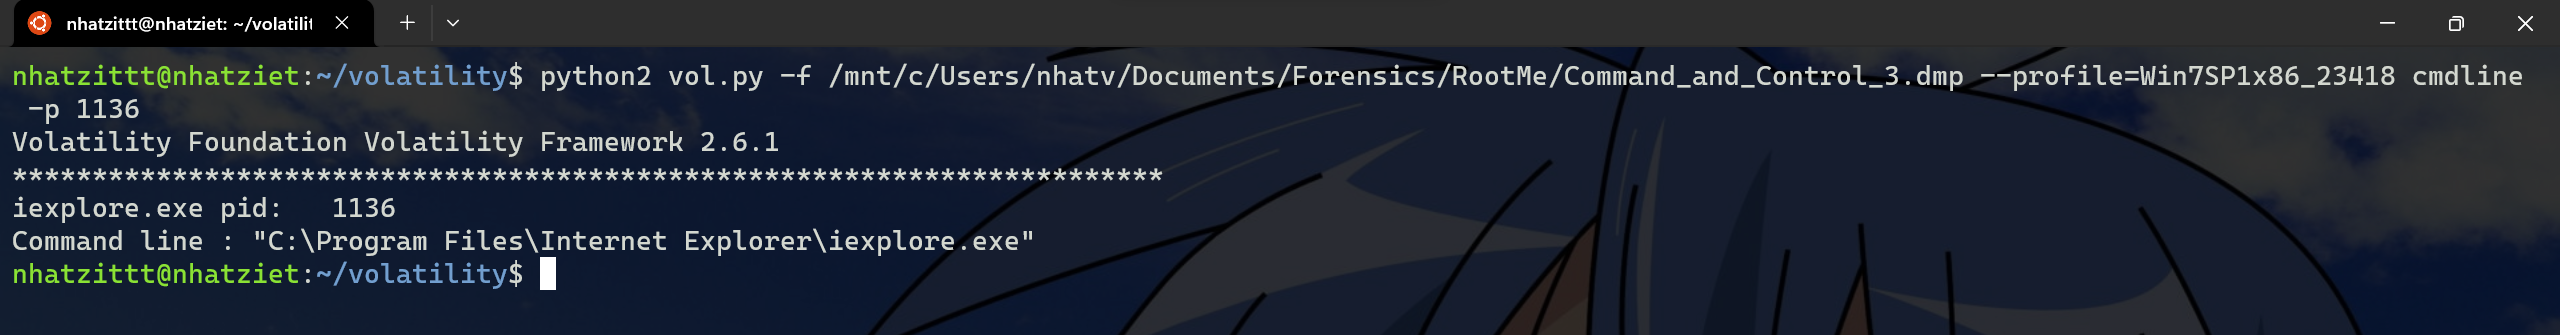 nhatzittt@nhatziet: ~/volatilit
nhatzittt@nhatziet:~/volatility$ python2 vol.py -f /mnt/c/Users/nhatv/Documents/Forensics/RootMe/Command_and_Control_3.dmp --profile=Win7SP1x86_23418 cmdline
-p 1136
Volatility Foundation Volatility Framework 2.6.1
************************************************************************
iexplore.exe pid:   1136
Command line : "C:\Program Files\Internet Explorer\iexplore.exe"
nhatzittt@nhatziet:~/volatility$